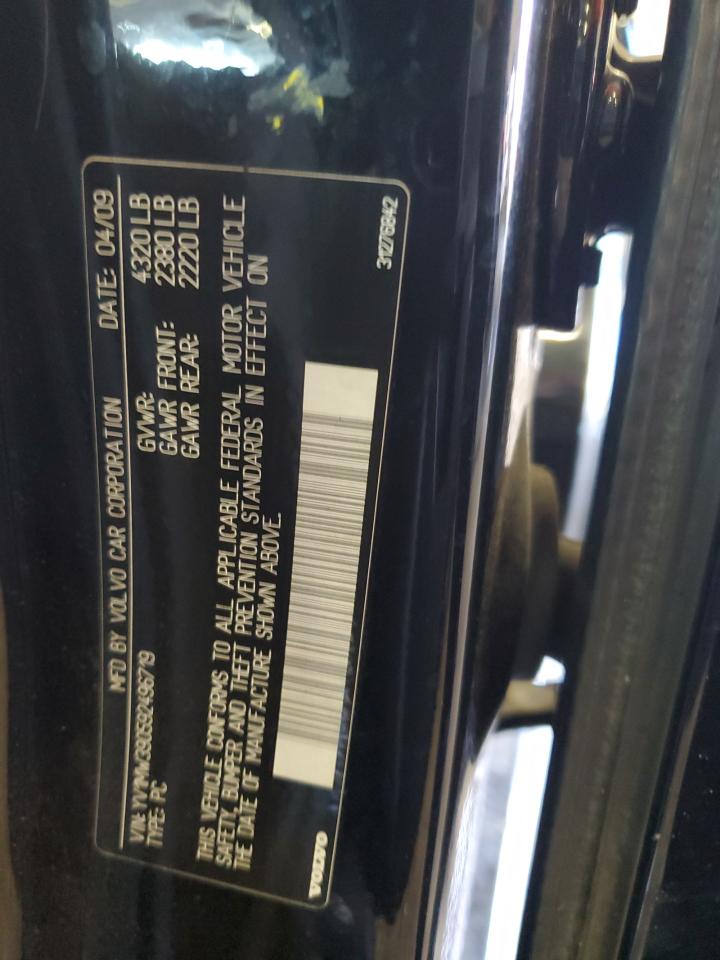 MFD BY VOLVO CAR CORPORATION DATE: 04/09
TYPE: PC
GVWR: 4320 LB
GAWR FRONT: 2380 LB
GAWR REAR: 2220 LB
THIS VEHICLE CONFORMS TO ALL APPLICABLE FEDERAL MOTOR VEHICLE
SAFETY, BUMPER AND THEFT PREVENTION STANDARDS IN EFFECT ON
THE DATE OF MANUFACTURE SHOWN ABOVE.
VOLVO
31276842